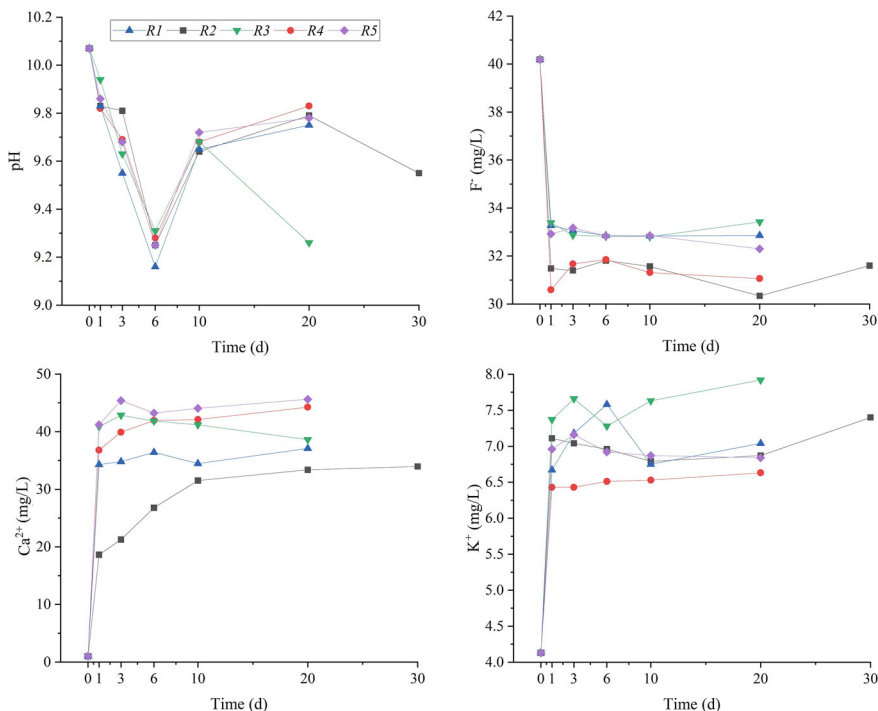 R1 R2 R3 R4 R5
pH
10.2
10.0
9.8
9.6
9.4
9.2
9.0
0 1 3 6 10 20 30
Time (d)
F⁻ (mg/L)
42
40
38
36
34
32
30
0 1 3 6 10 20 30
Time (d)
Ca²⁺ (mg/L)
50
40
30
20
10
0
0 1 3 6 10 20 30
Time (d)
K⁺ (mg/L)
8.0
7.5
7.0
6.5
6.0
5.5
5.0
4.5
4.0
0 1 3 6 10 20 30
Time (d)